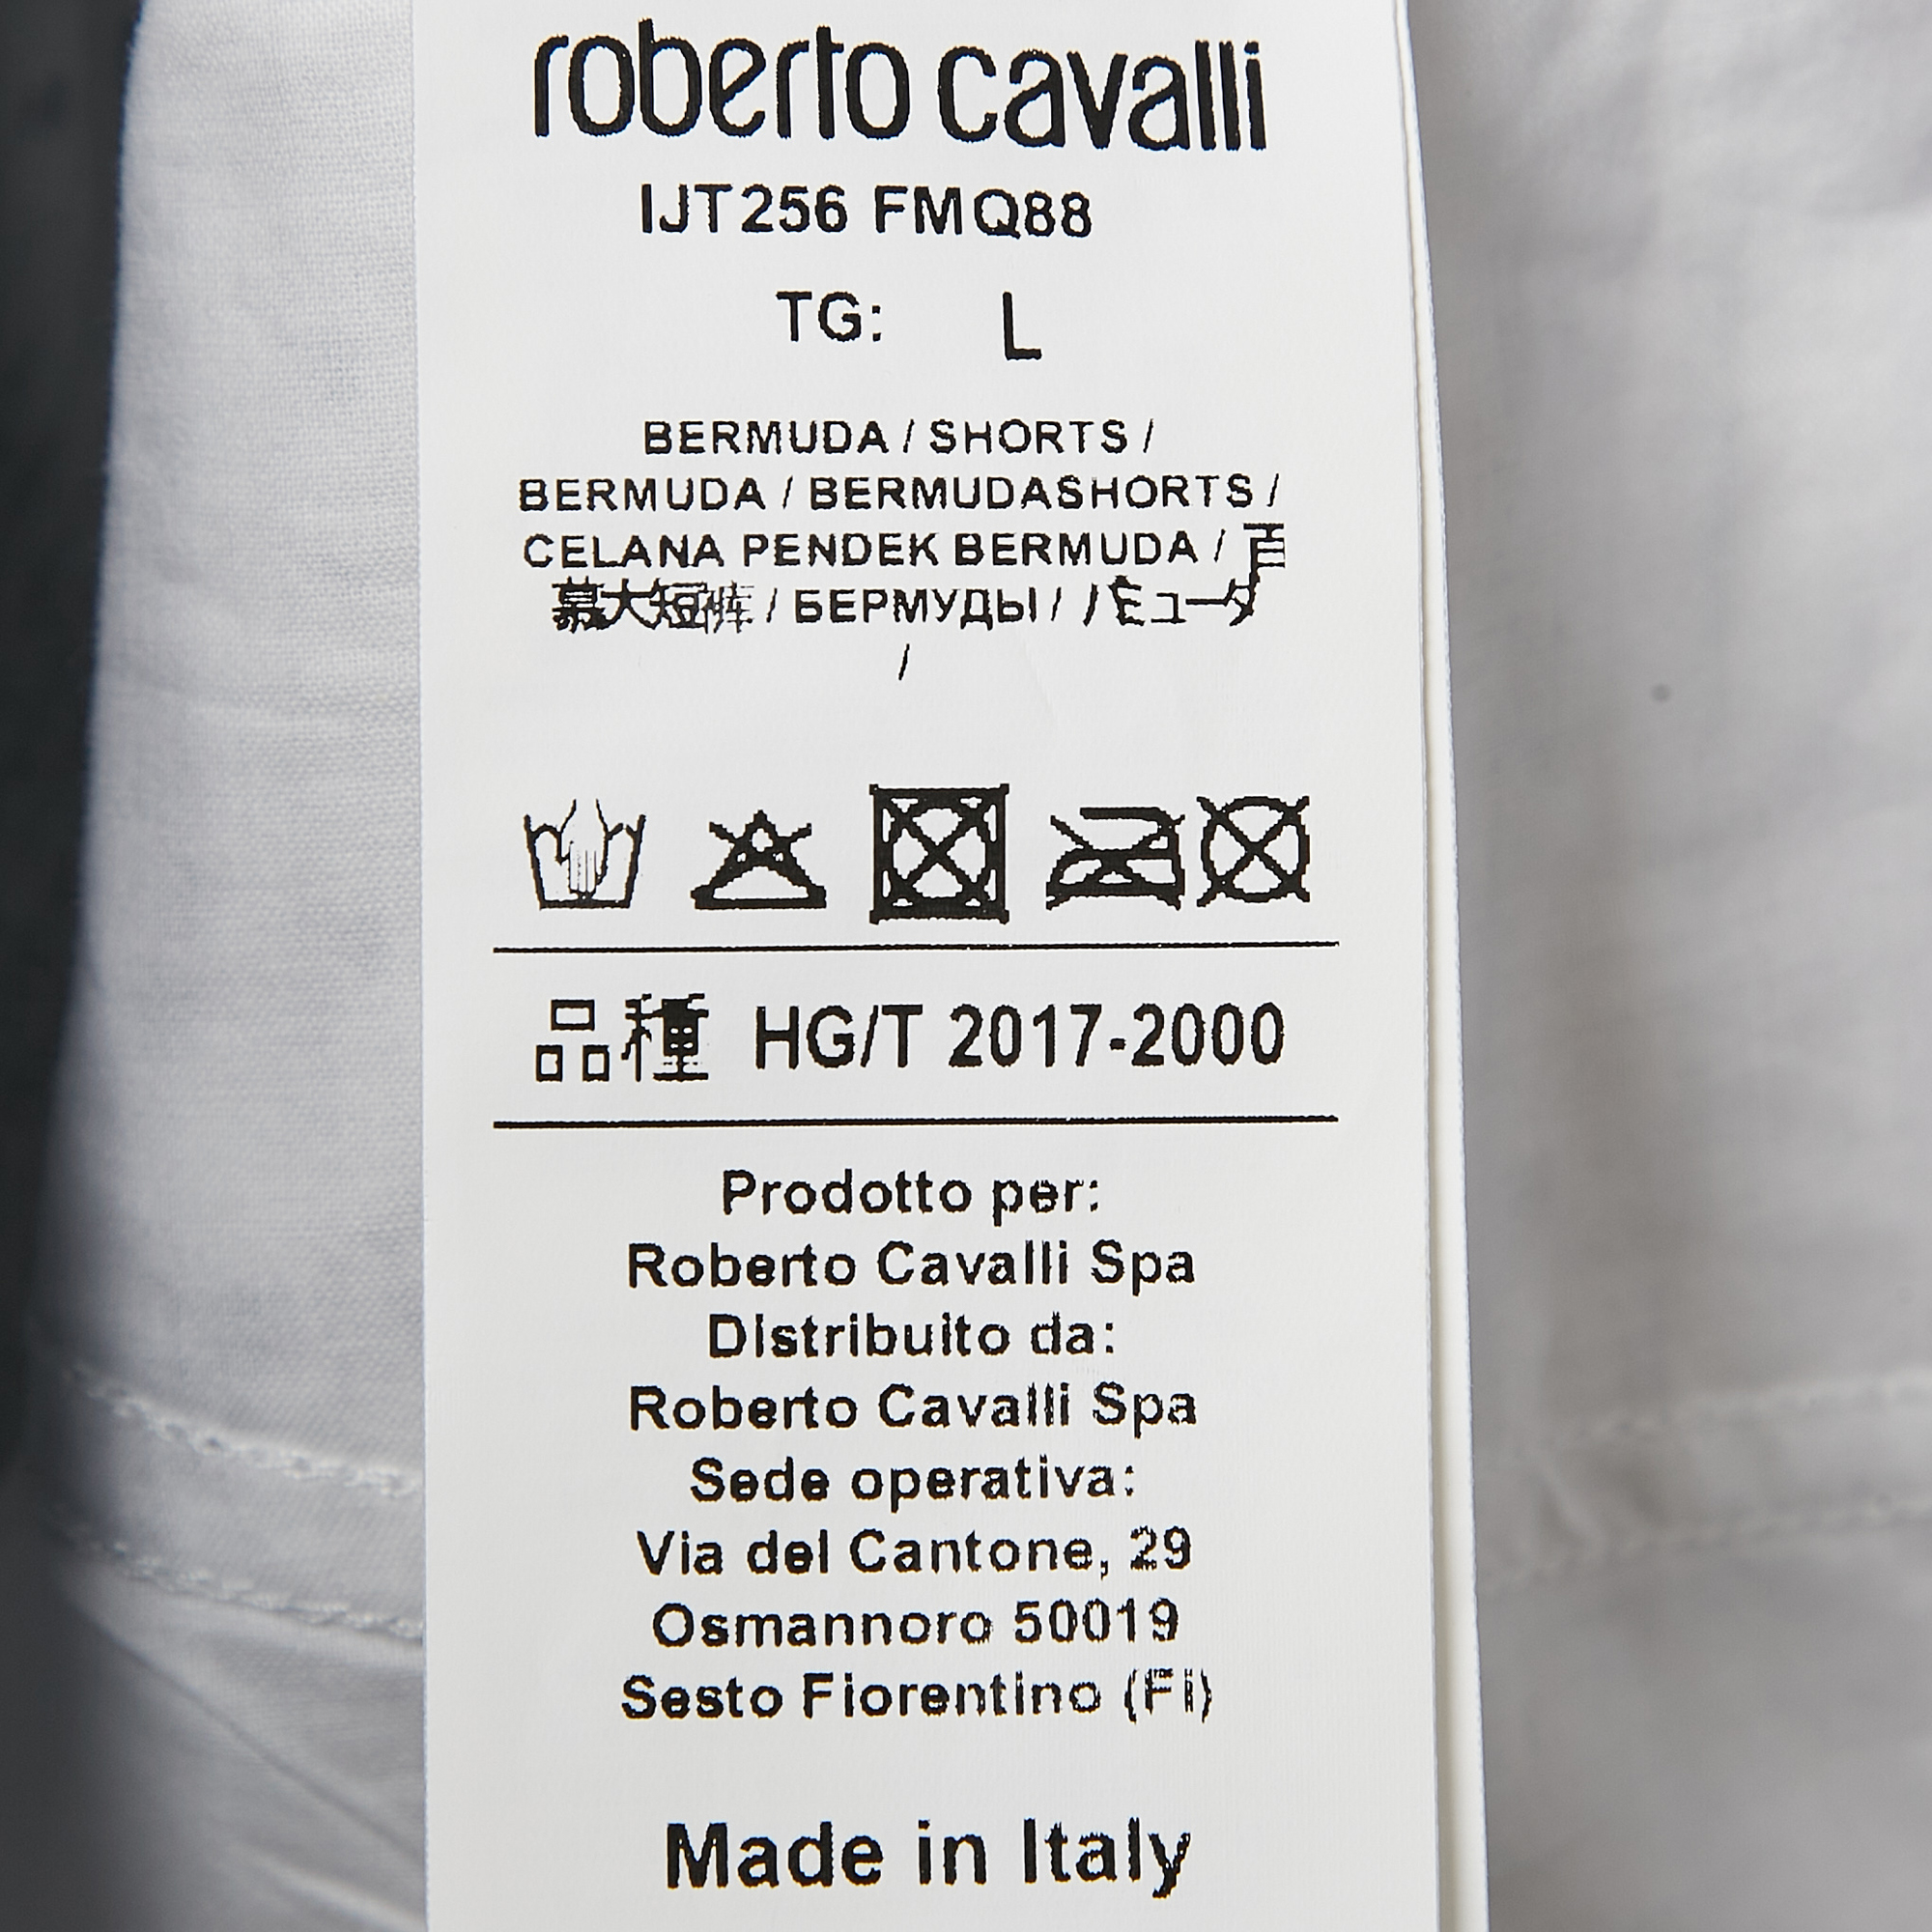 roberto cavalli
IJT256 FMQ88
TG: L
BERMUDA / SHORTS /
BERMUDA / BERMUDASHORTS /
CELANA PENDEK BERMUDA / 百
慕大短裤 / БЕРМУДЫ / バミューダ
/
品種 HG/T 2017-2000
Prodotto per:
Roberto Cavalli Spa
Distribuito da:
Roberto Cavalli Spa
Sede operativa:
Via del Cantone, 29
Osmannoro 50019
Sesto Fiorentino (Fi)
Made in Italy